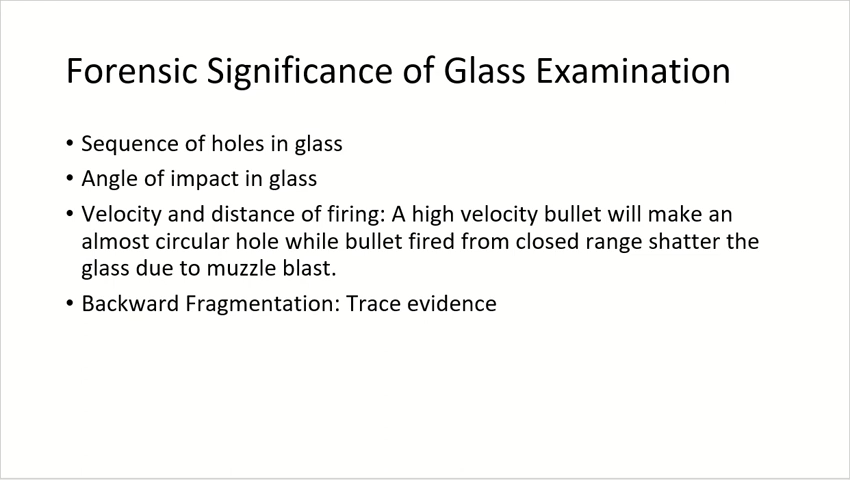 Forensic Significance of Glass Examination
• Sequence of holes in glass
• Angle of impact in glass
• Velocity and distance of firing: A high velocity bullet will make an
almost circular hole while bullet fired from closed range shatter the
glass due to muzzle blast.
• Backward Fragmentation: Trace evidence